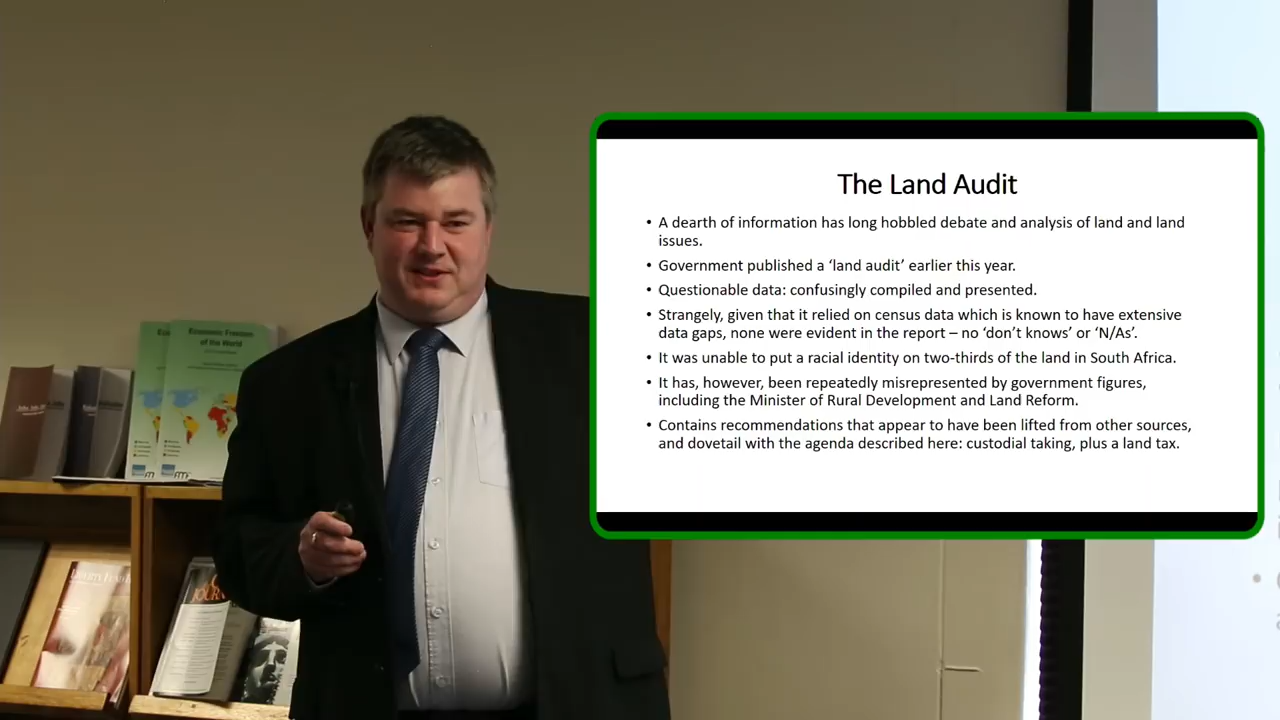 The Land Audit
• A dearth of information has long hobbled debate and analysis of land and land
issues.
• Government published a ‘land audit’ earlier this year.
• Questionable data: confusingly compiled and presented.
• Strangely, given that it relied on census data which is known to have extensive
data gaps, none were evident in the report – no ‘don’t knows’ or ‘N/As’.
• It was unable to put a racial identity on two-thirds of the land in South Africa.
• It has, however, been repeatedly misrepresented by government figures,
including the Minister of Rural Development and Land Reform.
• Contains recommendations that appear to have been lifted from other sources,
and dovetail with the agenda described here: custodial taking, plus a land tax.
Economic Freedom
of the World